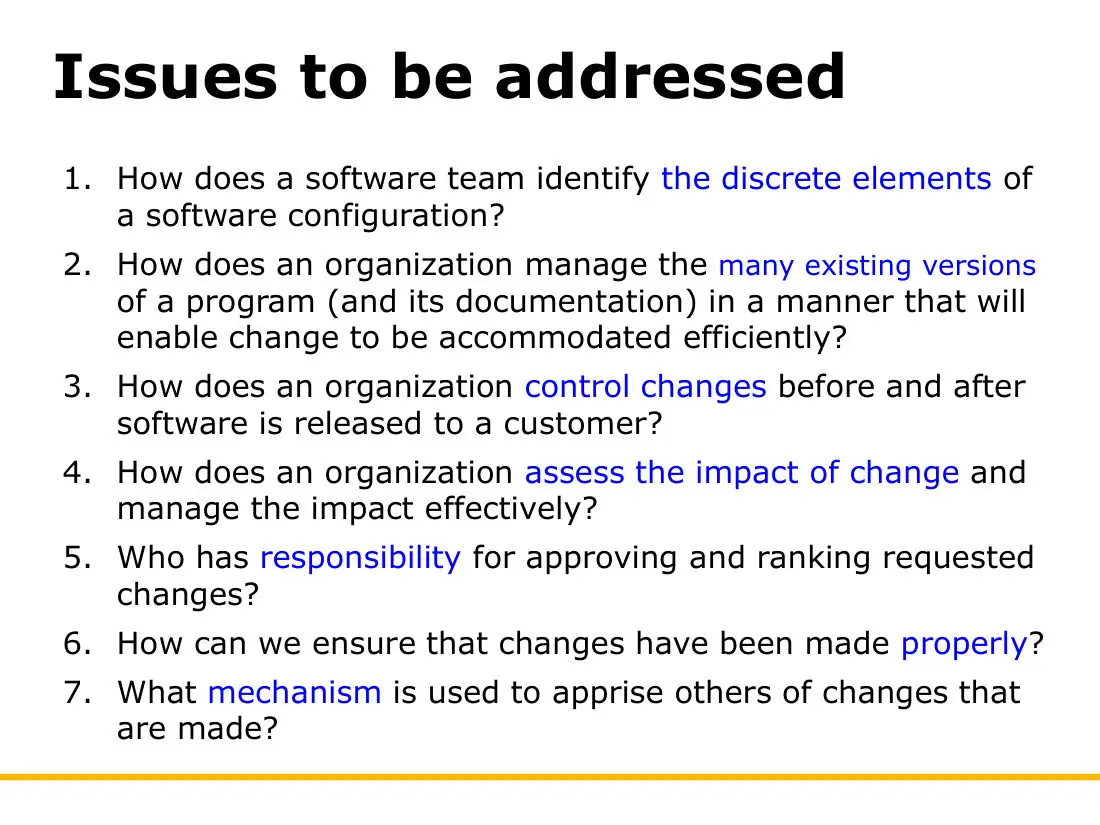 Issues to be addressed
1. How does a software team identify the discrete elements of
a software configuration?
2. How does an organization manage the many existing versions
of a program (and its documentation) in a manner that will
enable change to be accommodated efficiently?
3. How does an organization control changes before and after
software is released to a customer?
4. How does an organization assess the impact of change and
manage the impact effectively?
5. Who has responsibility for approving and ranking requested
changes?
6. How can we ensure that changes have been made properly?
7. What mechanism is used to apprise others of changes that
are made?